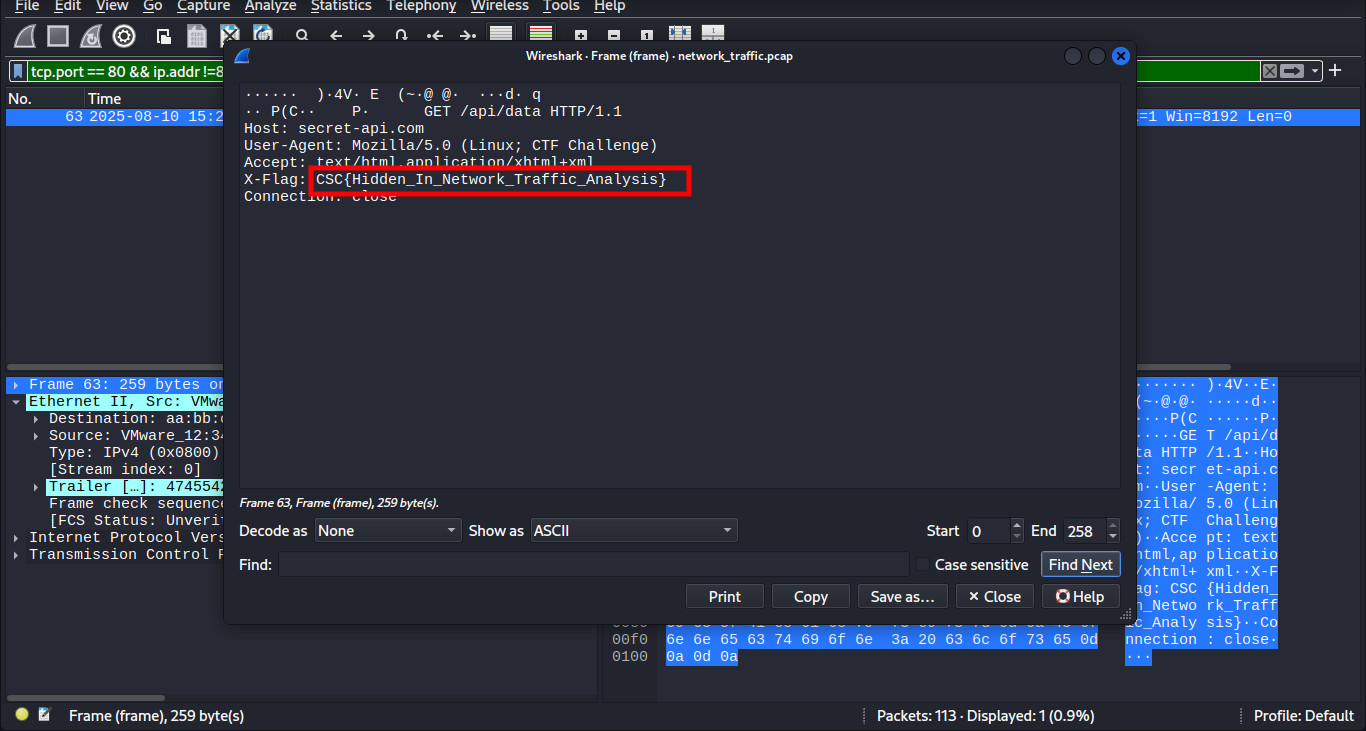 File Edit View Go Capture Analyze Statistics Telephony Wireless Tools Help
Wireshark · Frame (frame) · network_traffic.pcap
tcp.port == 80 && ip.addr !=8
No. Time
63 2025-08-10 15:2
=1 Win=8192 Len=0
······ )·4V· E (~·@ @· ···d· q
·· P(C·· P· GET /api/data HTTP/1.1
Host: secret-api.com
User-Agent: Mozilla/5.0 (Linux; CTF Challenge)
Accept: text/html,application/xhtml+xml
X-Flag: CSC{Hidden_In_Network_Traffic_Analysis}
Connection: close
Frame 63: 259 bytes on
Ethernet II, Src: VMwa
Destination: aa:bb:c
Source: VMware_12:34
Type: IPv4 (0x0800)
[Stream index: 0]
Trailer […]: 4745542
Frame check sequence
[FCS Status: Unveri
Internet Protocol Vers
Transmission Control P
······· )·4V··E·
(~·@·@· ·····d··
····P(C ······P·
·····GE T /api/d
ta HTTP /1.1··Ho
t: secr et-api.c
m··User -Agent:
ozilla/ 5.0 (Lin
x; CTF Challeng
)··Acce pt: text
html,ap plicatio
/xhtml+ xml··X-F
ag: CSC {Hidden_
n_Netwo rk_Traff
ic_Analy sis}··Co
nnection : close·
···
Frame 63, Frame (frame), 259 byte(s).
Decode as None Show as ASCII Start 0 End 258
Find: Case sensitive Find Next
Print Copy Save as… Close Help
00f0 6e 6e 65 63 74 69 6f 6e 3a 20 63 6c 6f 73 65 0d
0100 0a 0d 0a
Frame (frame), 259 byte(s) Packets: 113 · Displayed: 1 (0.9%) Profile: Default